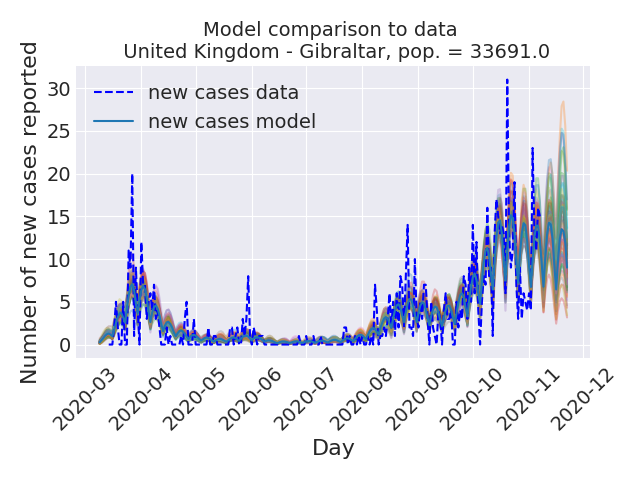 Model comparison to data
United Kingdom - Gibraltar, pop. = 33691.0
Number of new cases reported
30
25
20
15
10
5
0
new cases data
new cases model
2020-03
2020-04
2020-05
2020-06
2020-07
2020-08
2020-09
2020-10
2020-11
2020-12
Day